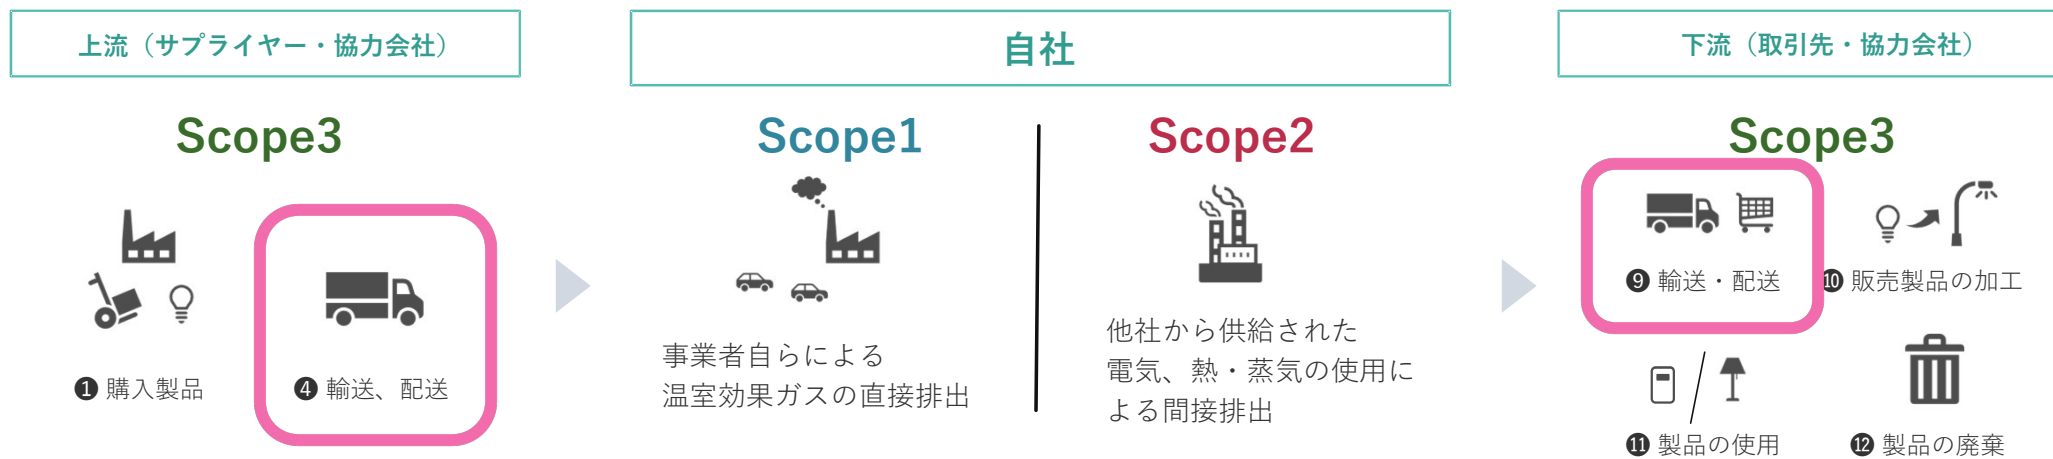 上流（サプライヤー・協力会社）
自社
下流（取引先・協力会社）
Scope3
❶ 購入製品
❹ 輸送、配送
Scope1
事業者自らによる
温室効果ガスの直接排出
Scope2
他社から供給された
電気、熱・蒸気の使用に
よる間接排出
Scope3
❾ 輸送・配送
❿ 販売製品の加工
⓫ 製品の使用
⓬ 製品の廃棄